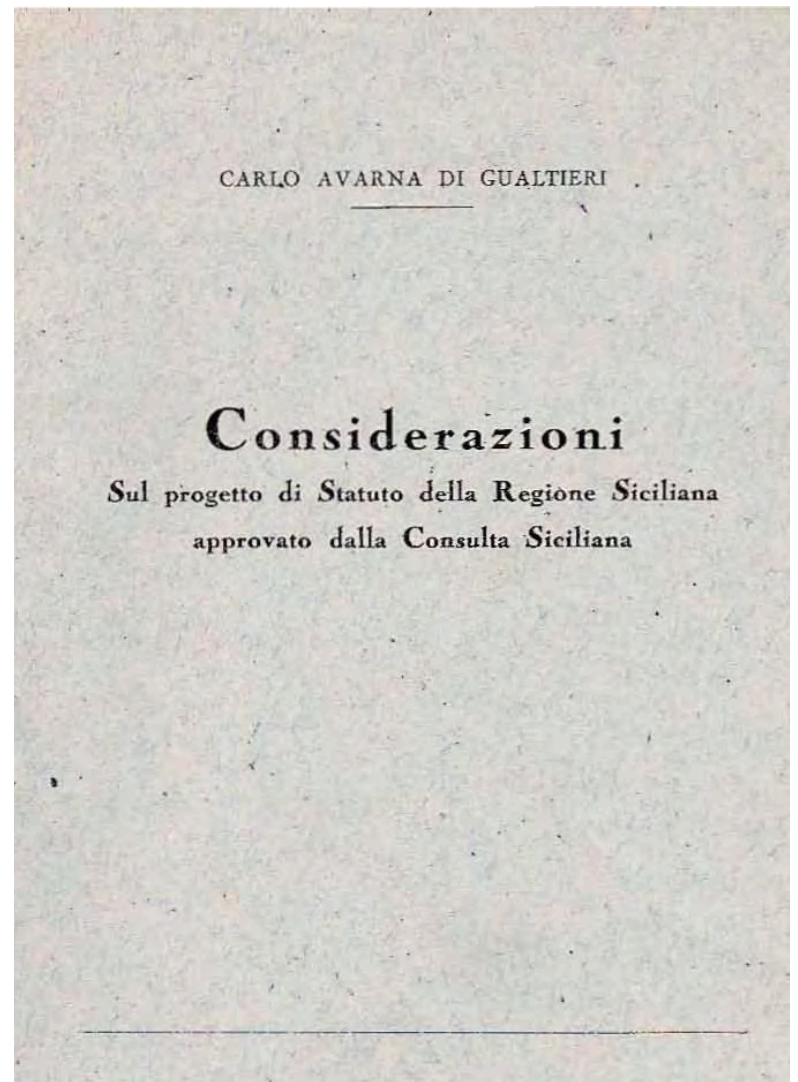 CARLO AVARNA DI GUALTIERI
Considerazioni
Sul progetto di Statuto della Regione Siciliana
approvato dalla Consulta Siciliana